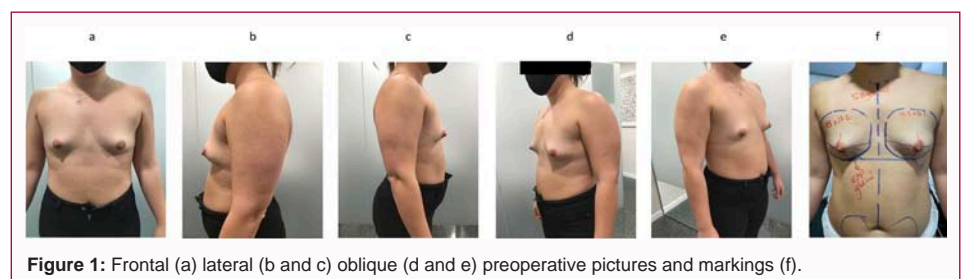 a b c d e f
Figure 1: Frontal (a) lateral (b and c) oblique (d and e) preoperative pictures and markings (f).